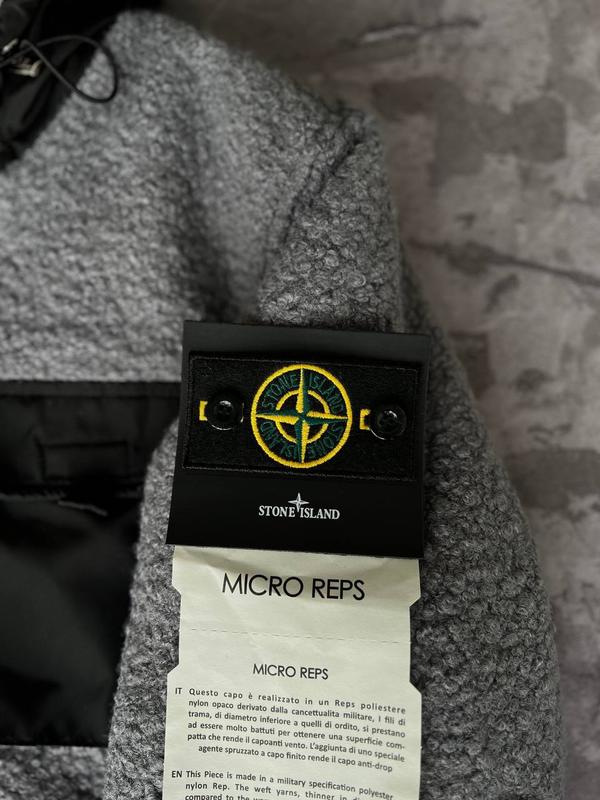 STONE ISLAND STONE ISLAND
STONE ISLAND
MICRO REPS
MICRO REPS
IT Questo capo è realizzato in un Reps poliestere
nylon opaco derivato dalla cancettualita militare, I fili di
trama, di diametro inferiore a quelli di ordito, si prestano
ad essere molto battuti per ottenere una superficie com-
patta che rende il capoanti vento. L'aggiunta di uno speciale
agente spruzzato a capo finito rende il capo anti-drop
EN This Piece is made in a military specification polyester
nylon Rep. The weft yarns, thinner in
compared to the